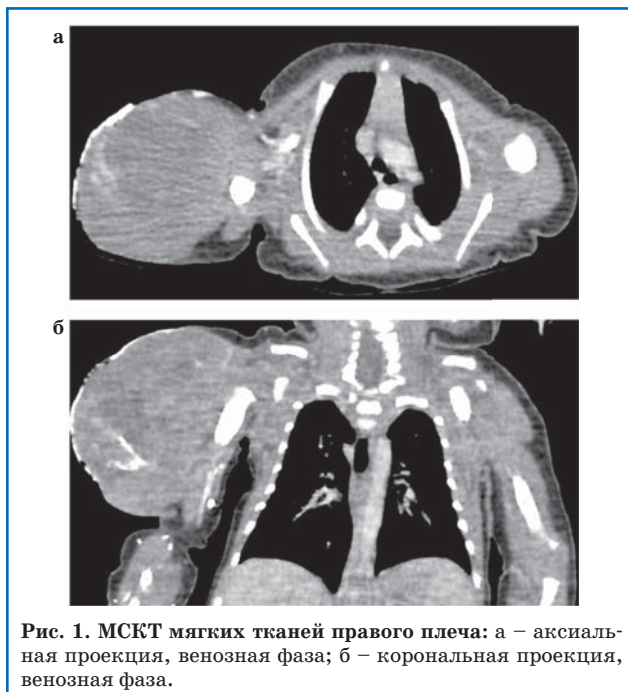 а
б
Рис. 1. МСКТ мягких тканей правого плеча: а – аксиаль-
ная проекция, венозная фаза; б – корональная проекция,
венозная фаза.